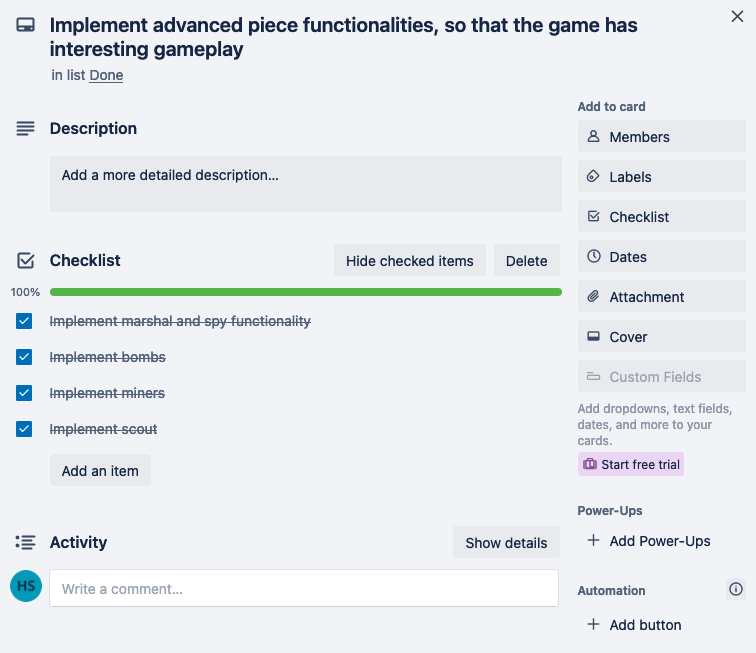 Implement advanced piece functionalities, so that the game has
interesting gameplay
in list Done
Description
Add a more detailed description...
Checklist
Hide checked items
Delete
100%
Implement marshal and spy functionality
Implement bombs
Implement miners
Implement scout
Add an item
Activity
Show details
HS
Write a comment...
Add to card
Members
Labels
Checklist
Dates
Attachment
Cover
Custom Fields
Add dropdowns, text fields,
dates, and more to your
cards.
Start free trial
Power-Ups
Add Power-Ups
Automation
Add button